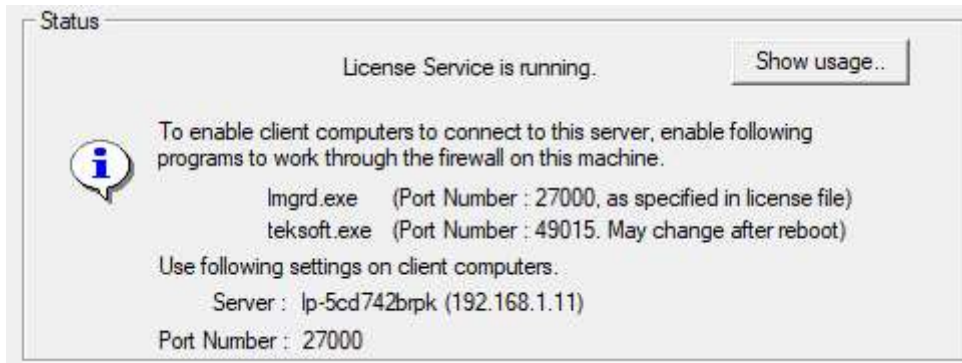 Status
License Service is running.
Show usage..
To enable client computers to connect to this server, enable following
programs to work through the firewall on this machine.
lmgrd.exe (Port Number : 27000, as specified in license file)
teksoft.exe (Port Number : 49015. May change after reboot)
Use following settings on client computers.
Server : lp-5cd742brpk (192.168.1.11)
Port Number : 27000